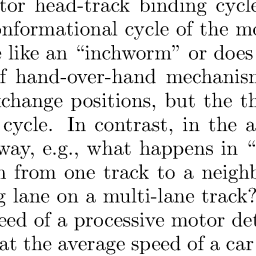 tor head-track binding cycle
onformational cycle of the mo
like an “inchworm” or does
f hand-over-hand mechanism
change positions, but the th
cycle. In contrast, in the a
way, e.g., what happens in “
from one track to a neighb
g lane on a multi-lane track?
eed of a processive motor det
at the average speed of a car